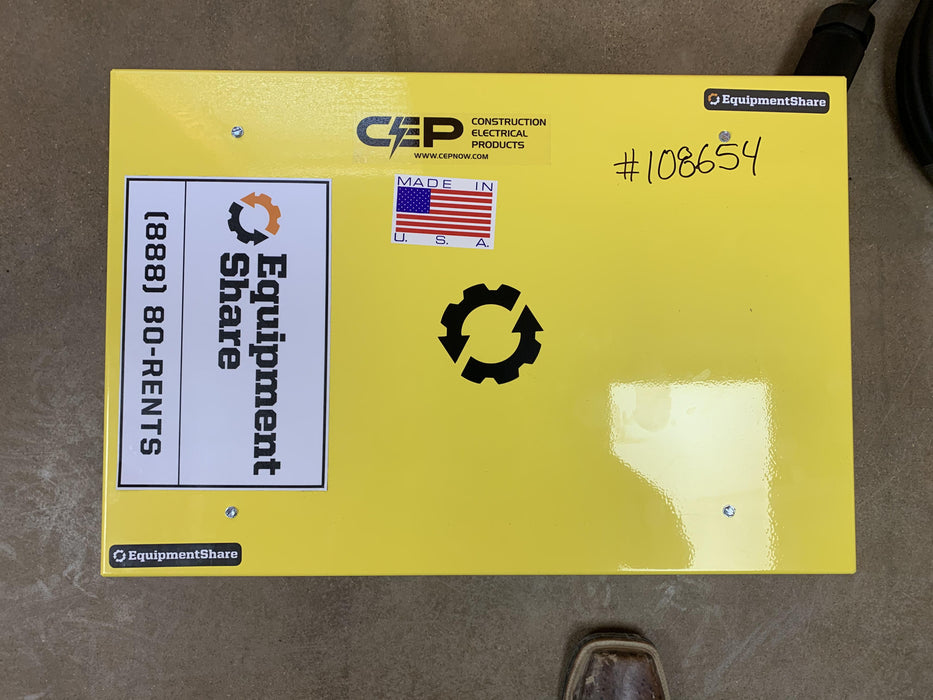 EquipmentShare
CEP
CONSTRUCTION
ELECTRICAL
PRODUCTS
WWW.CEPNOW.COM
#108654
MADE IN
U. S. A.
Equipment
Share
(888) 80-RENTS
EquipmentShare